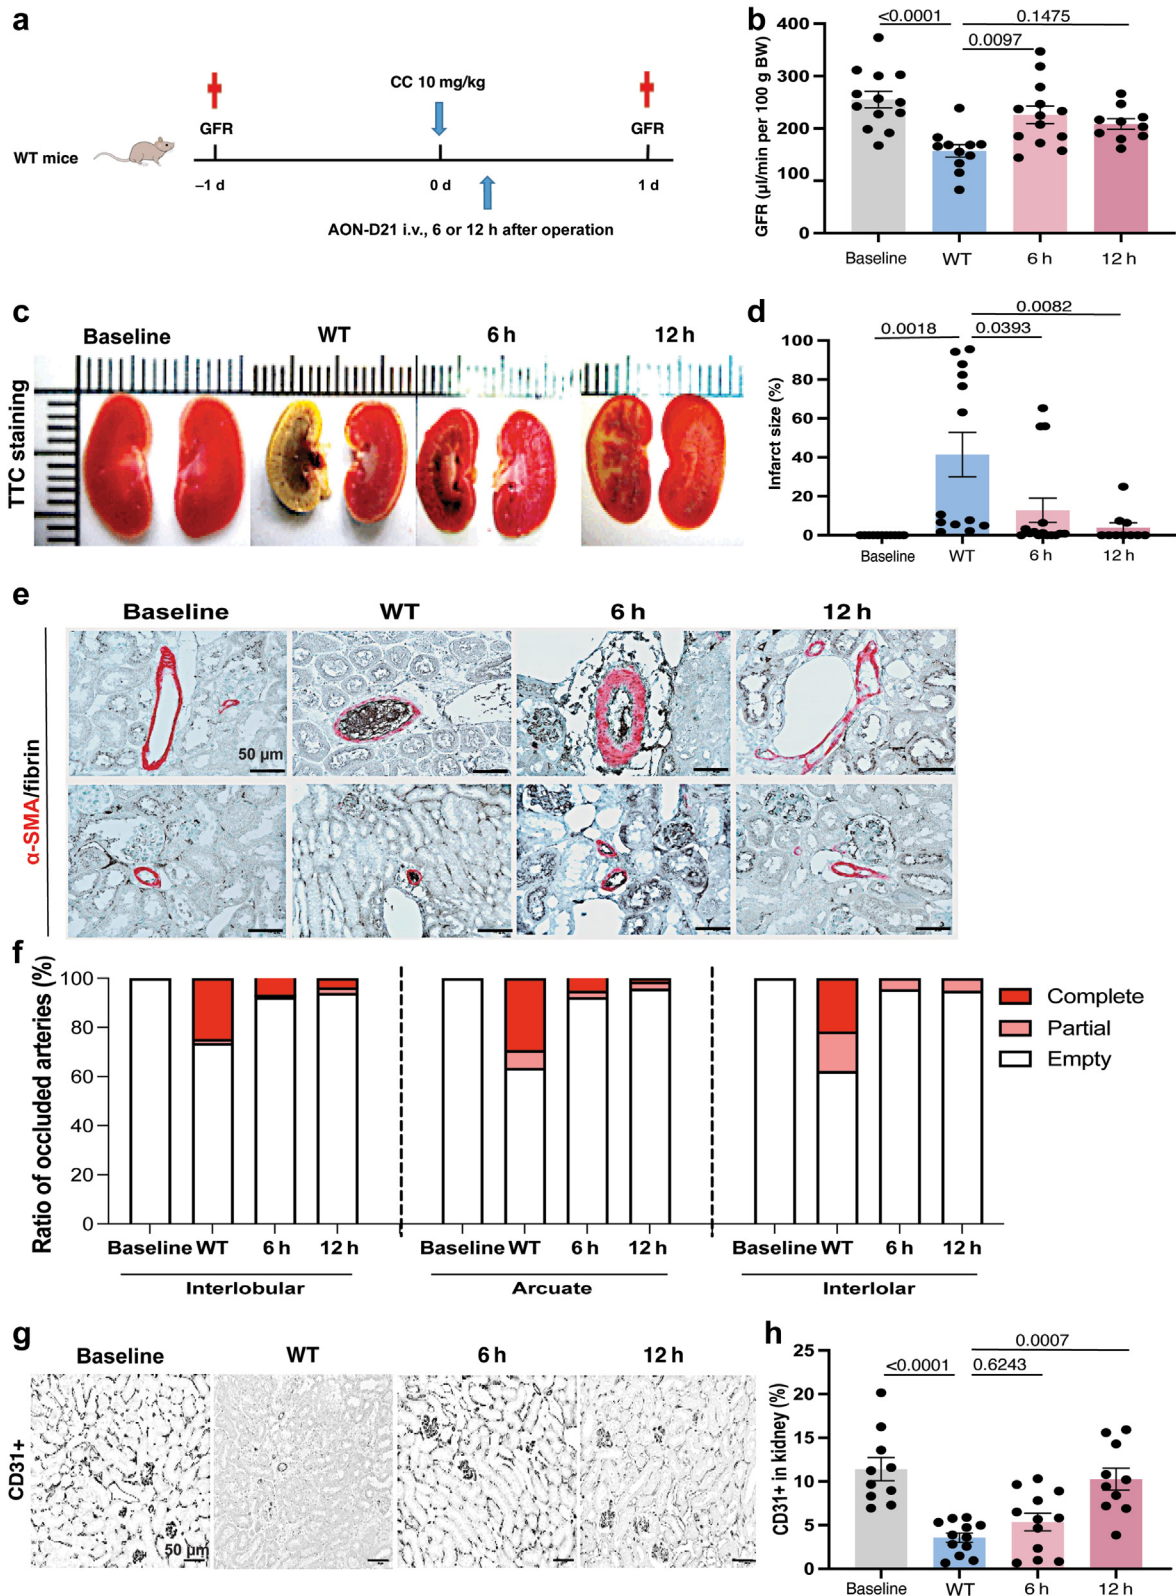 a
CC 10 mg/kg
GFR
GFR
WT mice
–1 d
0 d
1 d
AON-D21 i.v., 6 or 12 h after operation
b
GFR (µl/min per 100 g BW)
400
300
200
100
0
<0.0001
0.1475
0.0097
Baseline
WT
6 h
12 h
c
Baseline
WT
6 h
12 h
TTC staining
d
Infarct size (%)
100
80
60
40
20
0
0.0082
0.0018
0.0393
Baseline
WT
6 h
12 h
e
Baseline
WT
6 h
12 h
α-SMA/fibrin
50 µm
f
Ratio of occluded arteries (%)
100
80
60
40
20
0
Baseline WT 6 h 12 h
Baseline WT 6 h 12 h
Baseline WT 6 h 12 h
Interlobular
Arcuate
Interlolar
Complete
Partial
Empty
g
Baseline
WT
6 h
12 h
CD31+
50 µm
h
CD31+ in kidney (%)
25
20
15
10
5
0
0.0007
<0.0001
0.6243
Baseline
WT
6 h
12 h